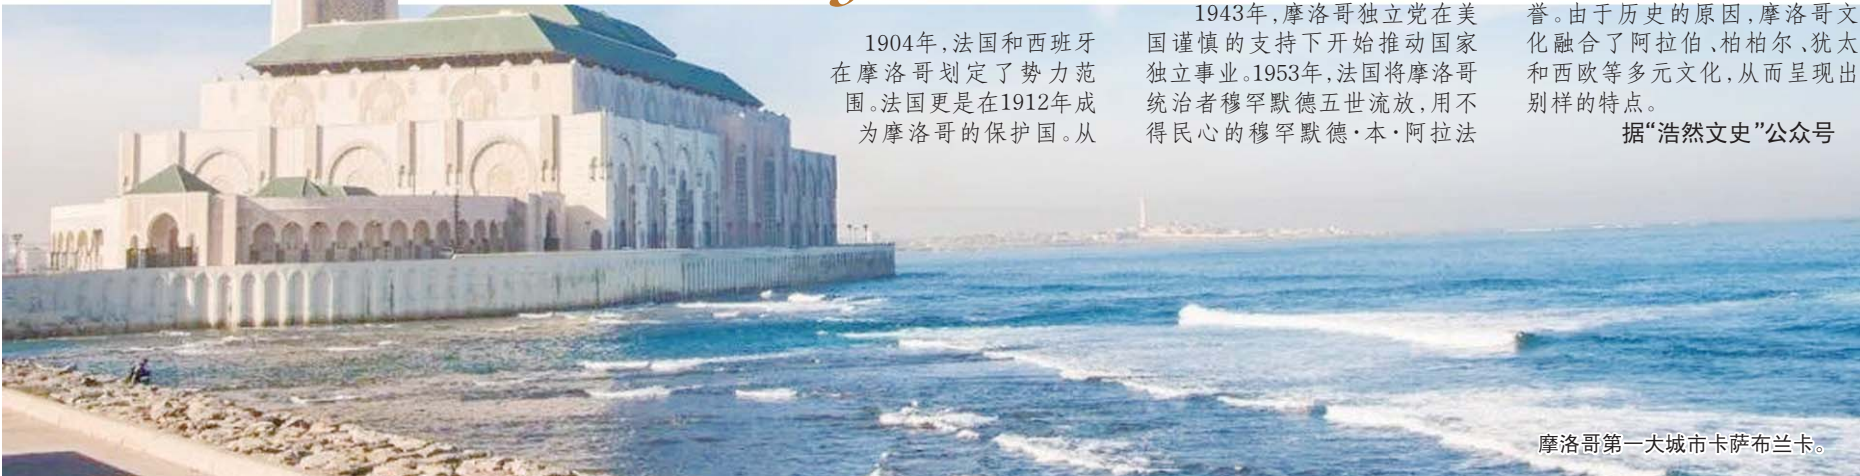 1904年，法国和西班牙
在摩洛哥划定了势力范
围。法国更是在1912年成
为摩洛哥的保护国。从
1943年，摩洛哥独立党在美
国谨慎的支持下开始推动国家
独立事业。1953年，法国将摩洛哥
统治者穆罕默德五世流放，用不
得民心的穆罕默德·本·阿拉法
誉。由于历史的原因，摩洛哥文
化融合了阿拉伯、柏柏尔、犹太
和西欧等多元文化，从而呈现出
别样的特点。
据“浩然文史”公众号
摩洛哥第一大城市卡萨布兰卡。